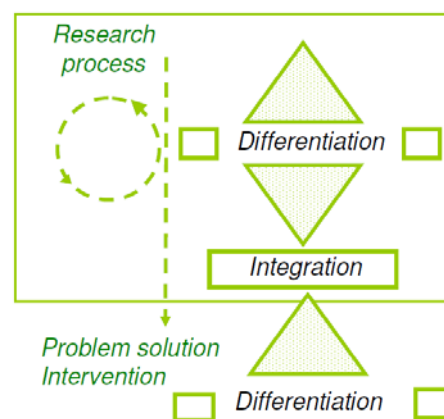 Research
process
Differentiation
Integration
Problem solution
Intervention
Differentiation